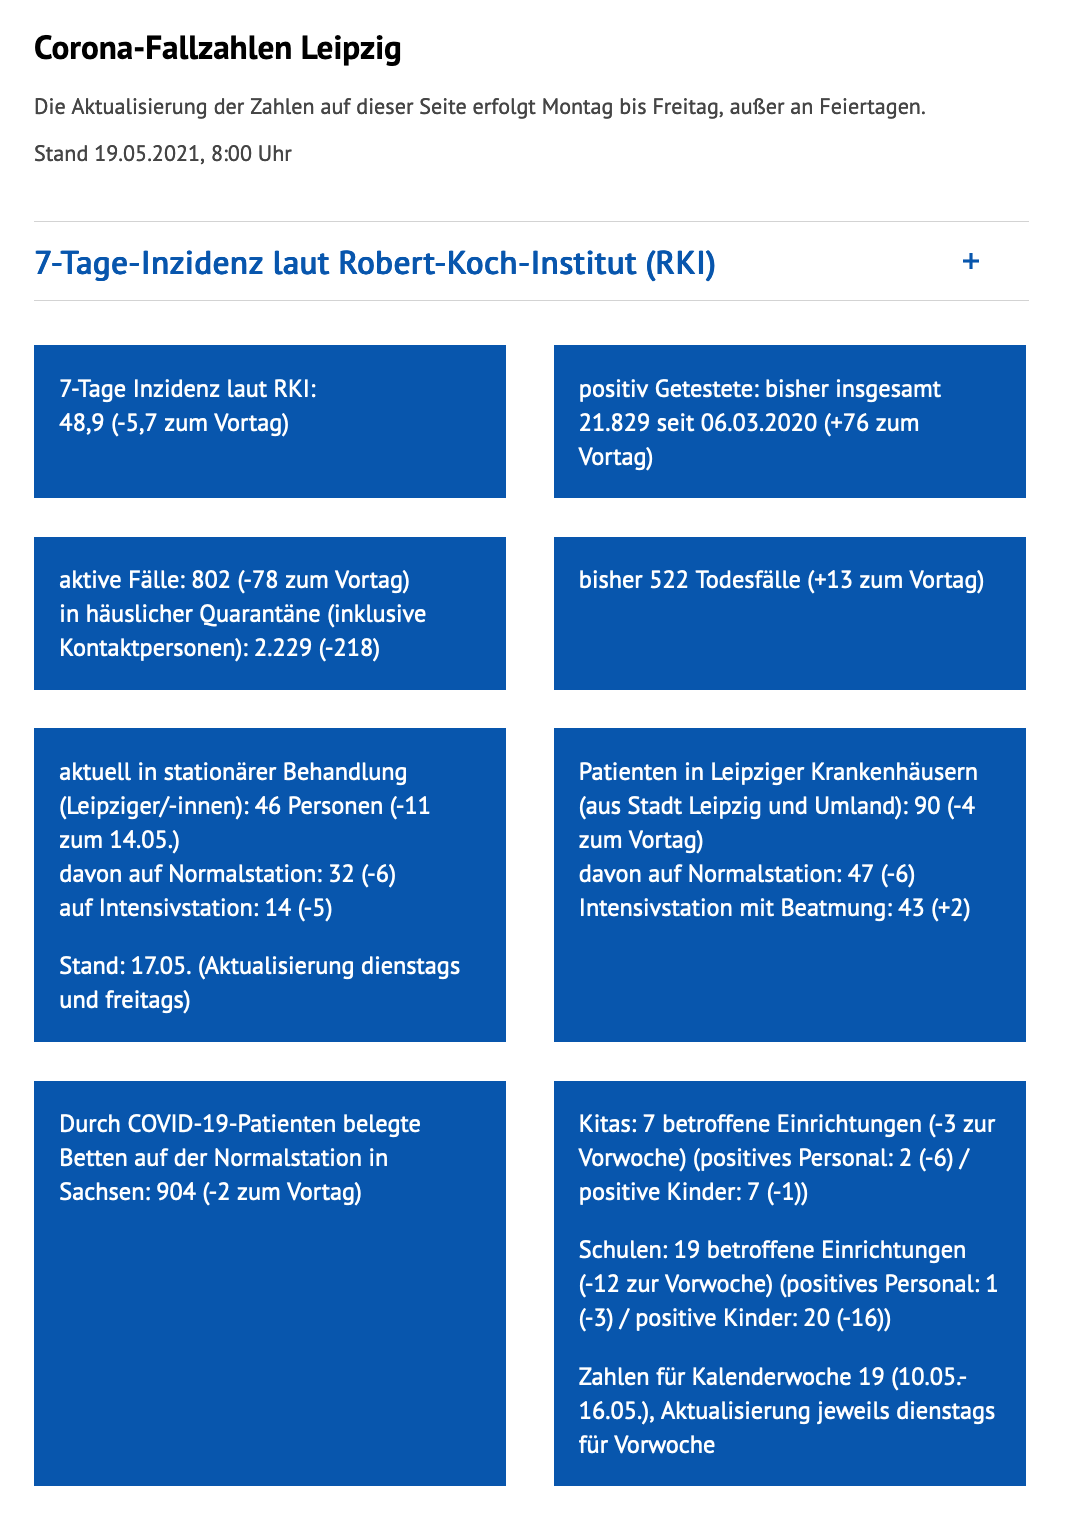 Corona-Fallzahlen Leipzig
Die Aktualisierung der Zahlen auf dieser Seite erfolgt Montag bis Freitag, außer an Feiertagen.
Stand 19.05.2021, 8:00 Uhr
7-Tage-Inzidenz laut Robert-Koch-Institut (RKI)
+
7-Tage Inzidenz laut RKI:
48,9 (-5,7 zum Vortag)
positiv Getestete: bisher insgesamt
21.829 seit 06.03.2020 (+76 zum
Vortag)
aktive Fälle: 802 (-78 zum Vortag)
in häuslicher Quarantäne (inklusive
Kontaktpersonen): 2.229 (-218)
bisher 522 Todesfälle (+13 zum Vortag)
aktuell in stationärer Behandlung
(Leipziger/-innen): 46 Personen (-11
zum 14.05.)
davon auf Normalstation: 32 (-6)
auf Intensivstation: 14 (-5)
Stand: 17.05. (Aktualisierung dienstags
und freitags)
Patienten in Leipziger Krankenhäusern
(aus Stadt Leipzig und Umland): 90 (-4
zum Vortag)
davon auf Normalstation: 47 (-6)
Intensivstation mit Beatmung: 43 (+2)
Durch COVID-19-Patienten belegte
Betten auf der Normalstation in
Sachsen: 904 (-2 zum Vortag)
Kitas: 7 betroffene Einrichtungen (-3 zur
Vorwoche) (positives Personal: 2 (-6) /
positive Kinder: 7 (-1))
Schulen: 19 betroffene Einrichtungen
(-12 zur Vorwoche) (positives Personal: 1
(-3) / positive Kinder: 20 (-16))
Zahlen für Kalenderwoche 19 (10.05.-
16.05.), Aktualisierung jeweils dienstags
für Vorwoche